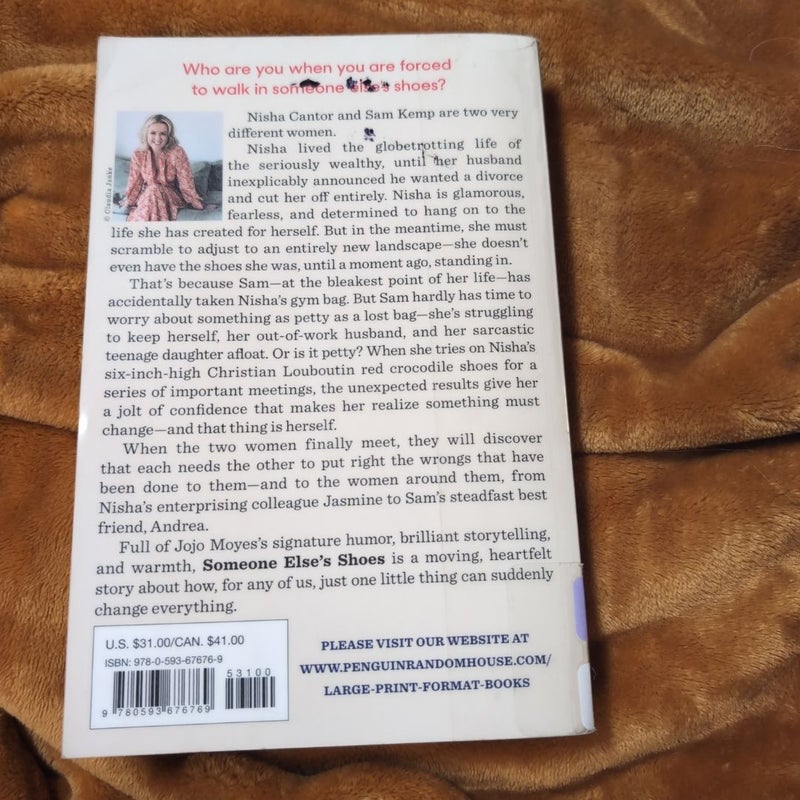 Who are you when you are forced
to walk in someone else's shoes?
© Claudia Janke
Nisha Cantor and Sam Kemp are two very
different women.
Nisha lived the globetrotting life of
the seriously wealthy, until her husband
inexplicably announced he wanted a divorce
and cut her off entirely. Nisha is glamorous,
fearless, and determined to hang on to the
life she has created for herself. But in the meantime, she must
scramble to adjust to an entirely new landscape—she doesn't
even have the shoes she was, until a moment ago, standing in.
That's because Sam—at the bleakest point of her life—has
accidentally taken Nisha's gym bag. But Sam hardly has time to
worry about something as petty as a lost bag—she's struggling
to keep herself, her out-of-work husband, and her sarcastic
teenage daughter afloat. Or is it petty? When she tries on Nisha's
six-inch-high Christian Louboutin red crocodile shoes for a
series of important meetings, the unexpected results give her
a jolt of confidence that makes her realize something must
change—and that thing is herself.
When the two women finally meet, they will discover
that each needs the other to put right the wrongs that have
been done to them—and to the women around them, from
Nisha's enterprising colleague Jasmine to Sam's steadfast best
friend, Andrea.
Full of Jojo Moyes's signature humor, brilliant storytelling,
and warmth, Someone Else's Shoes is a moving, heartfelt
story about how, for any of us, just one little thing can suddenly
change everything.
U.S. $31.00/CAN. $41.00
ISBN: 978-0-593-67676-9
53100
9 780593 676769
PLEASE VISIT OUR WEBSITE AT
WWW.PENGUINRANDOMHOUSE.COM/
LARGE-PRINT-FORMAT-BOOKS